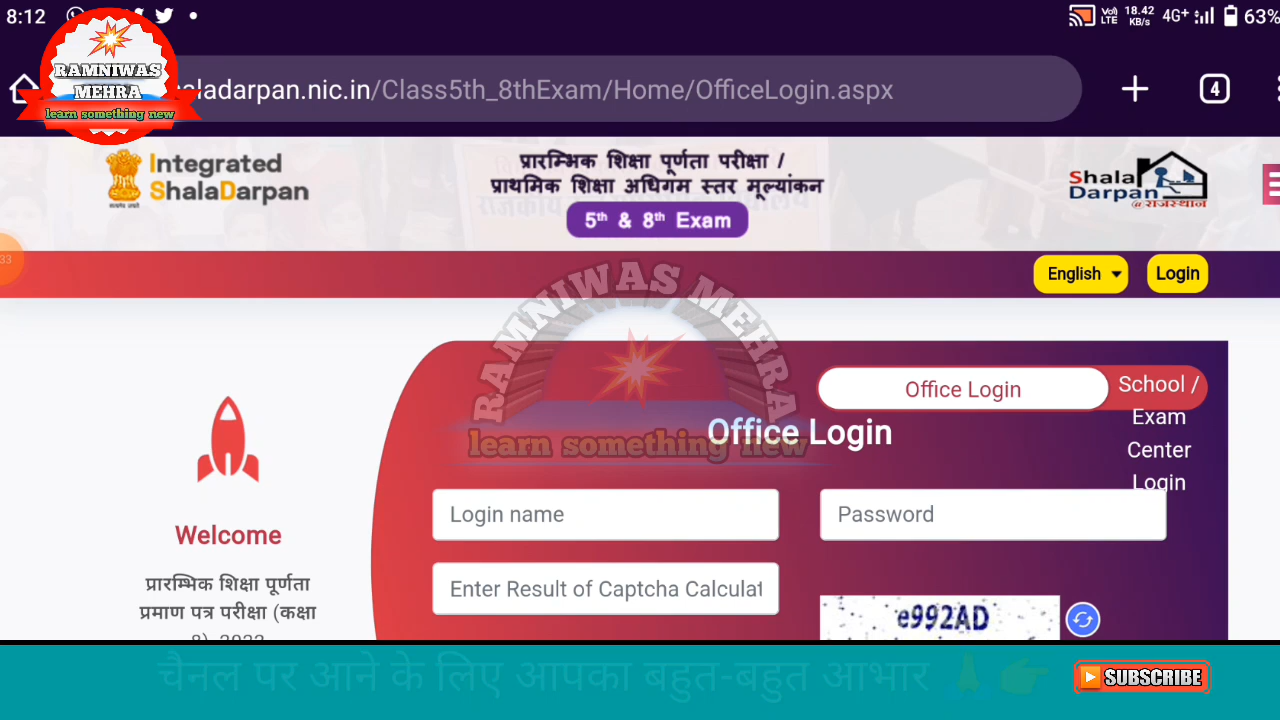 8:12
VoLTE 18.42 KB/s 4G+ 63%
RAMNIWAS
MEHRA
learn something new
aladarpan.nic.in/Class5th_8thExam/Home/OfficeLogin.aspx
4
Integrated
ShalaDarpan
प्रारम्भिक शिक्षा पूर्णता परीक्षा /
प्राथमिक शिक्षा अधिगम स्तर मूल्यांकन
5th & 8th Exam
Shala
Darpan
@राजस्थान
33
English
Login
RAMNIWAS MEHRA
learn something new
Office Login
School /
Exam
Center
Login
Office Login
Login name
Password
Enter Result of Captcha Calculat
e992AD
Welcome
प्रारम्भिक शिक्षा पूर्णता
प्रमाण पत्र परीक्षा (कक्षा
चैनल पर आने के लिए आपका बहुत-बहुत आभार 🙏👉
SUBSCRIBE